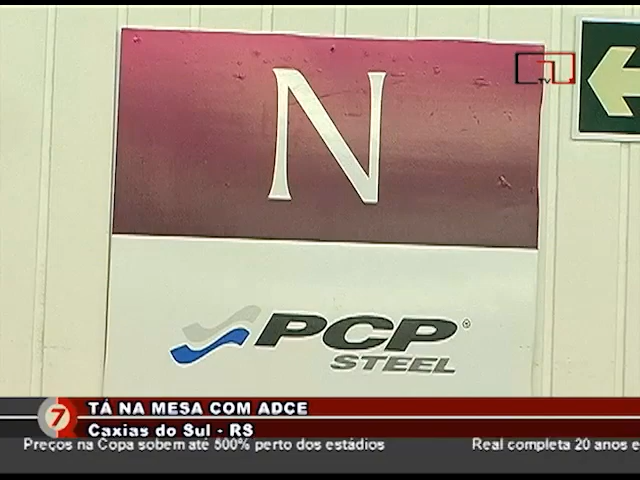 N
TV
PCP
STEEL
7
TÁ NA MESA COM ADCE
Caxias do Sul - RS
Preços na Copa sobem até 500% perto dos estádios Real completa 20 anos e